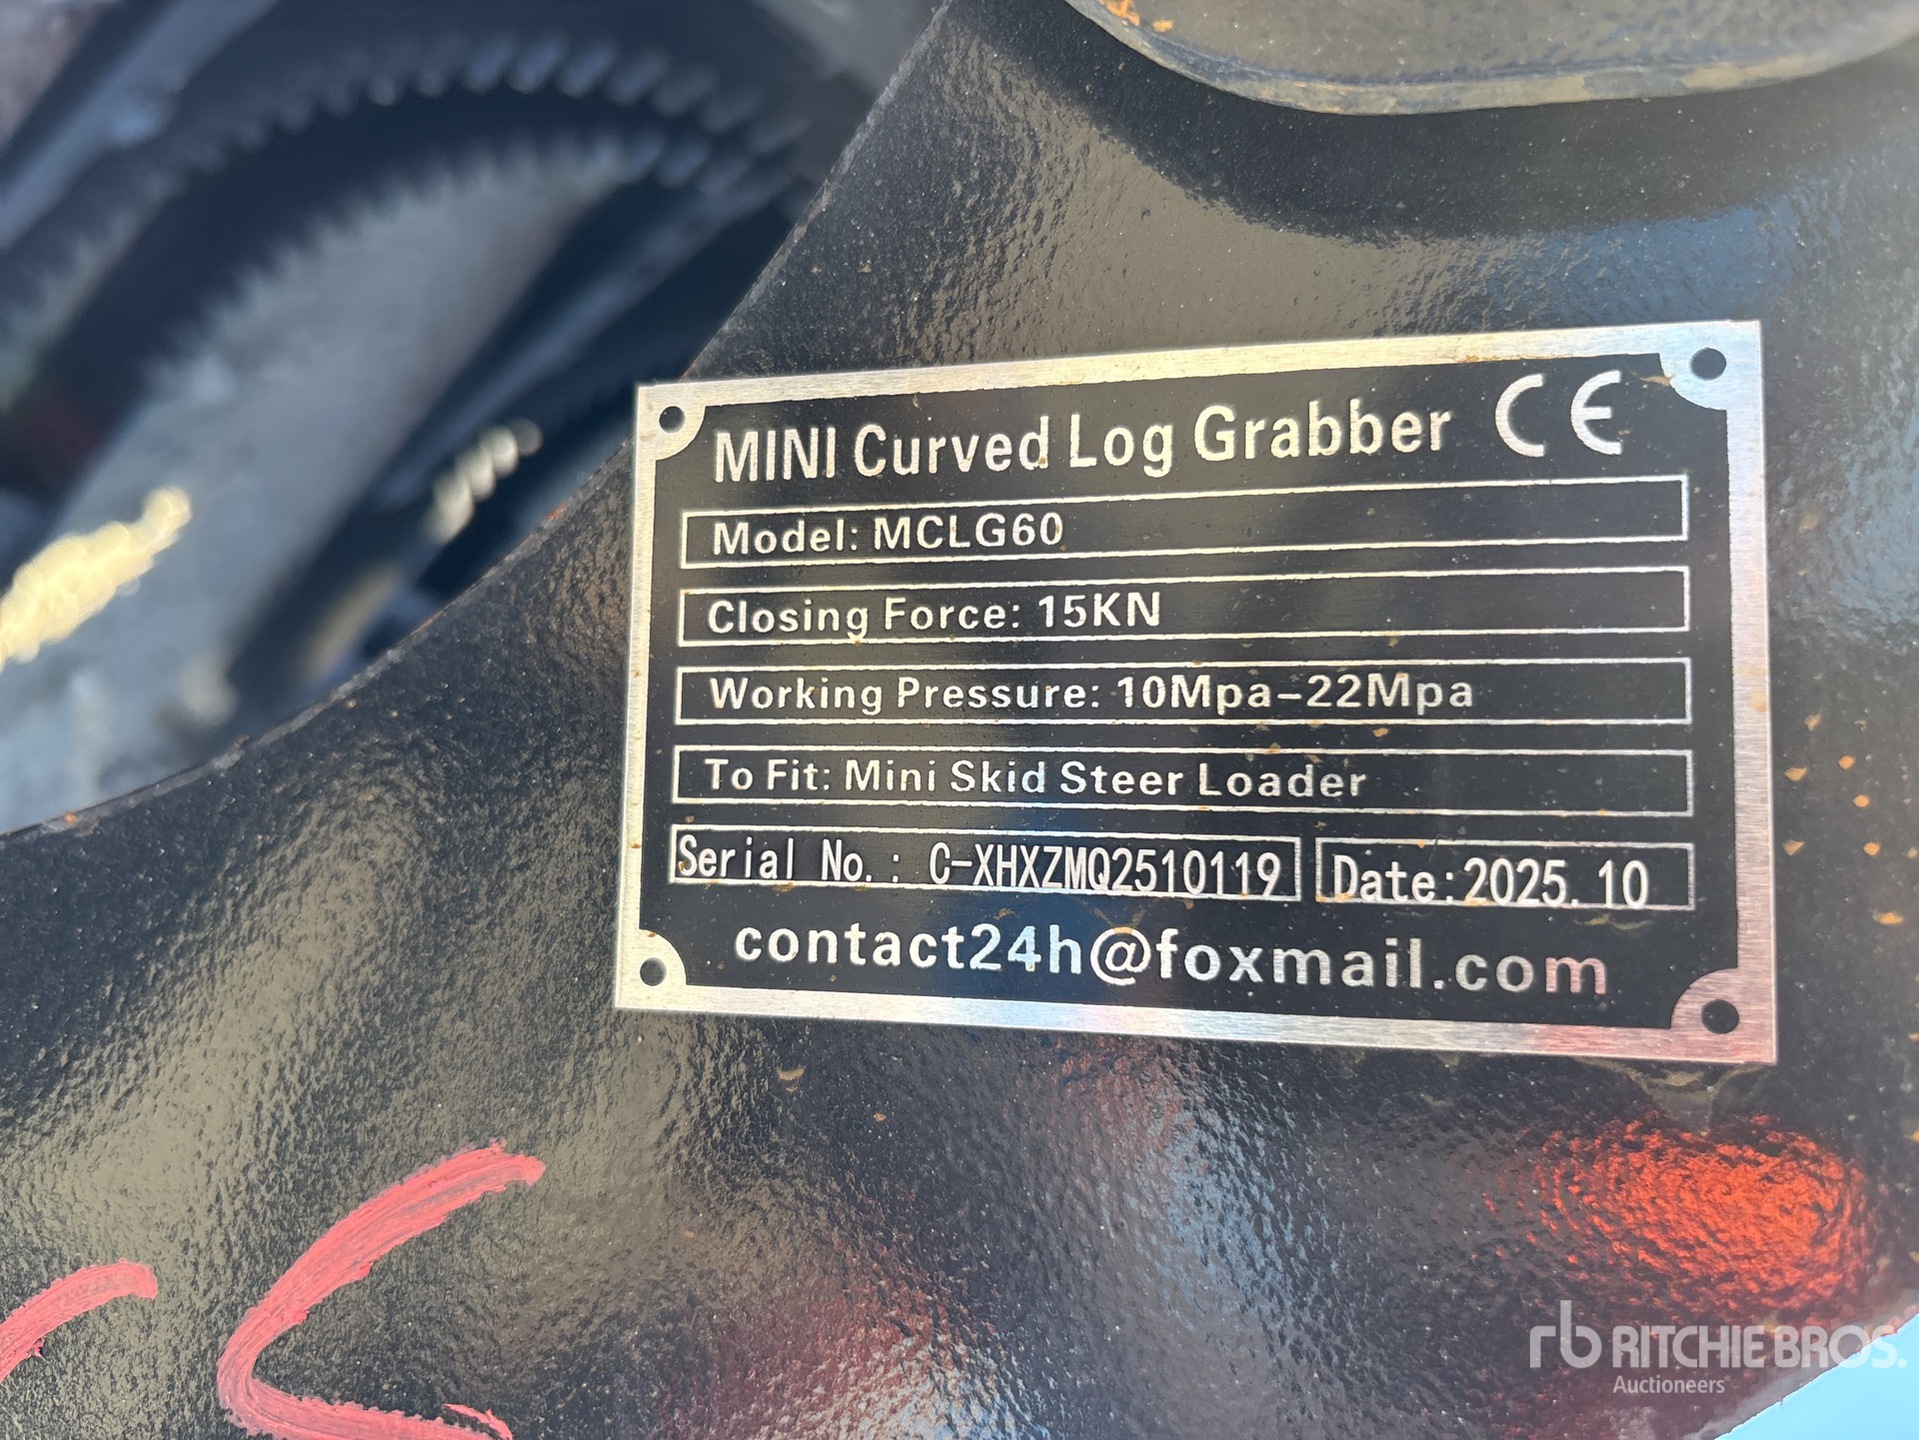 MINI Curved Log Grabber CE
Model: MCLG60
Closing Force: 15KN
Working Pressure: 10Mpa-22Mpa
To Fit: Mini Skid Steer Loader
Serial No.: C-XHXZMQ2510119 Date:2025.10
contact24h@foxmail.com
rb RITCHIE BROS.
Auctioneers